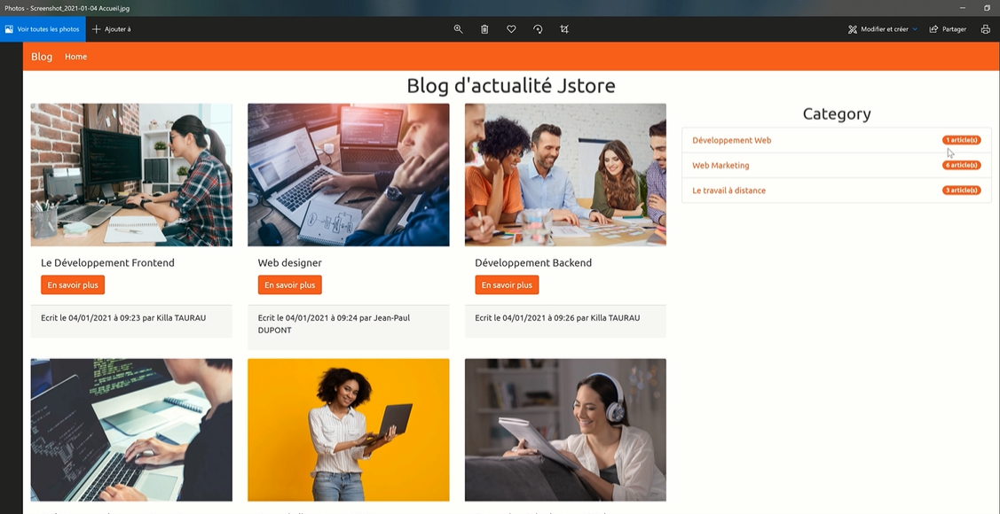 Photos - Screenshot_2021-01-04 Accueil.jpg
Voir toutes les photos
Ajouter à
Modifier et créer
Partager
Blog
Home
Blog d'actualité Jstore
Le Développement Frontend
En savoir plus
Ecrit le 04/01/2021 à 09:23 par Killa TAURAU
Web designer
En savoir plus
Ecrit le 04/01/2021 à 09:24 par Jean-Paul
DUPONT
Développement Backend
En savoir plus
Ecrit le 04/01/2021 à 09:26 par Killa TAURAU
Category
Développement Web
1 article(s)
Web Marketing
6 article(s)
Le travail à distance
3 article(s)